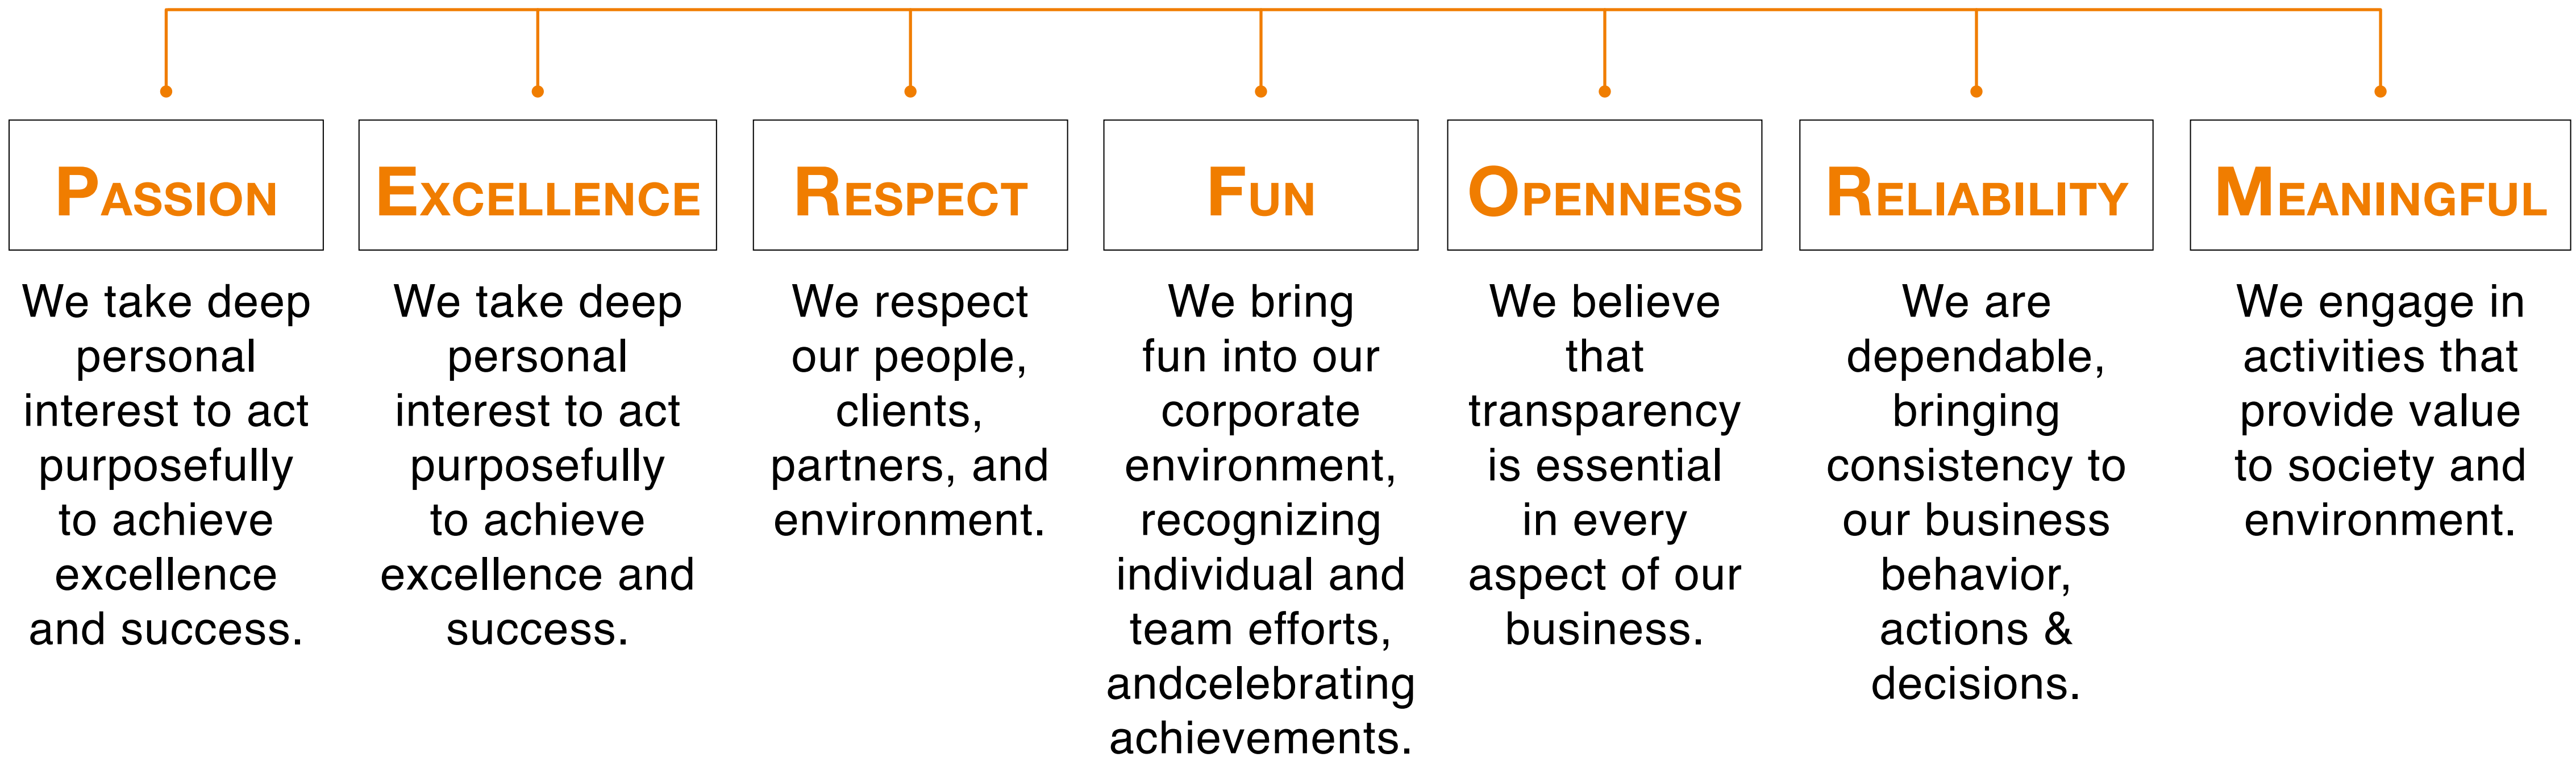 PASSION
We take deep
personal
interest to act
purposefully
to achieve
excellence
and success.
EXCELLENCE
We take deep
personal
interest to act
purposefully
to achieve
excellence and
success.
RESPECT
We respect
our people,
clients,
partners, and
environment.
FUN
We bring
fun into our
corporate
environment,
recognizing
individual and
team efforts,
andcelebrating
achievements.
OPENNESS
We believe
that
transparency
is essential
in every
aspect of our
business.
RELIABILITY
We are
dependable,
bringing
consistency to
our business
behavior,
actions &
decisions.
MEANINGFUL
We engage in
activities that
provide value
to society and
environment.